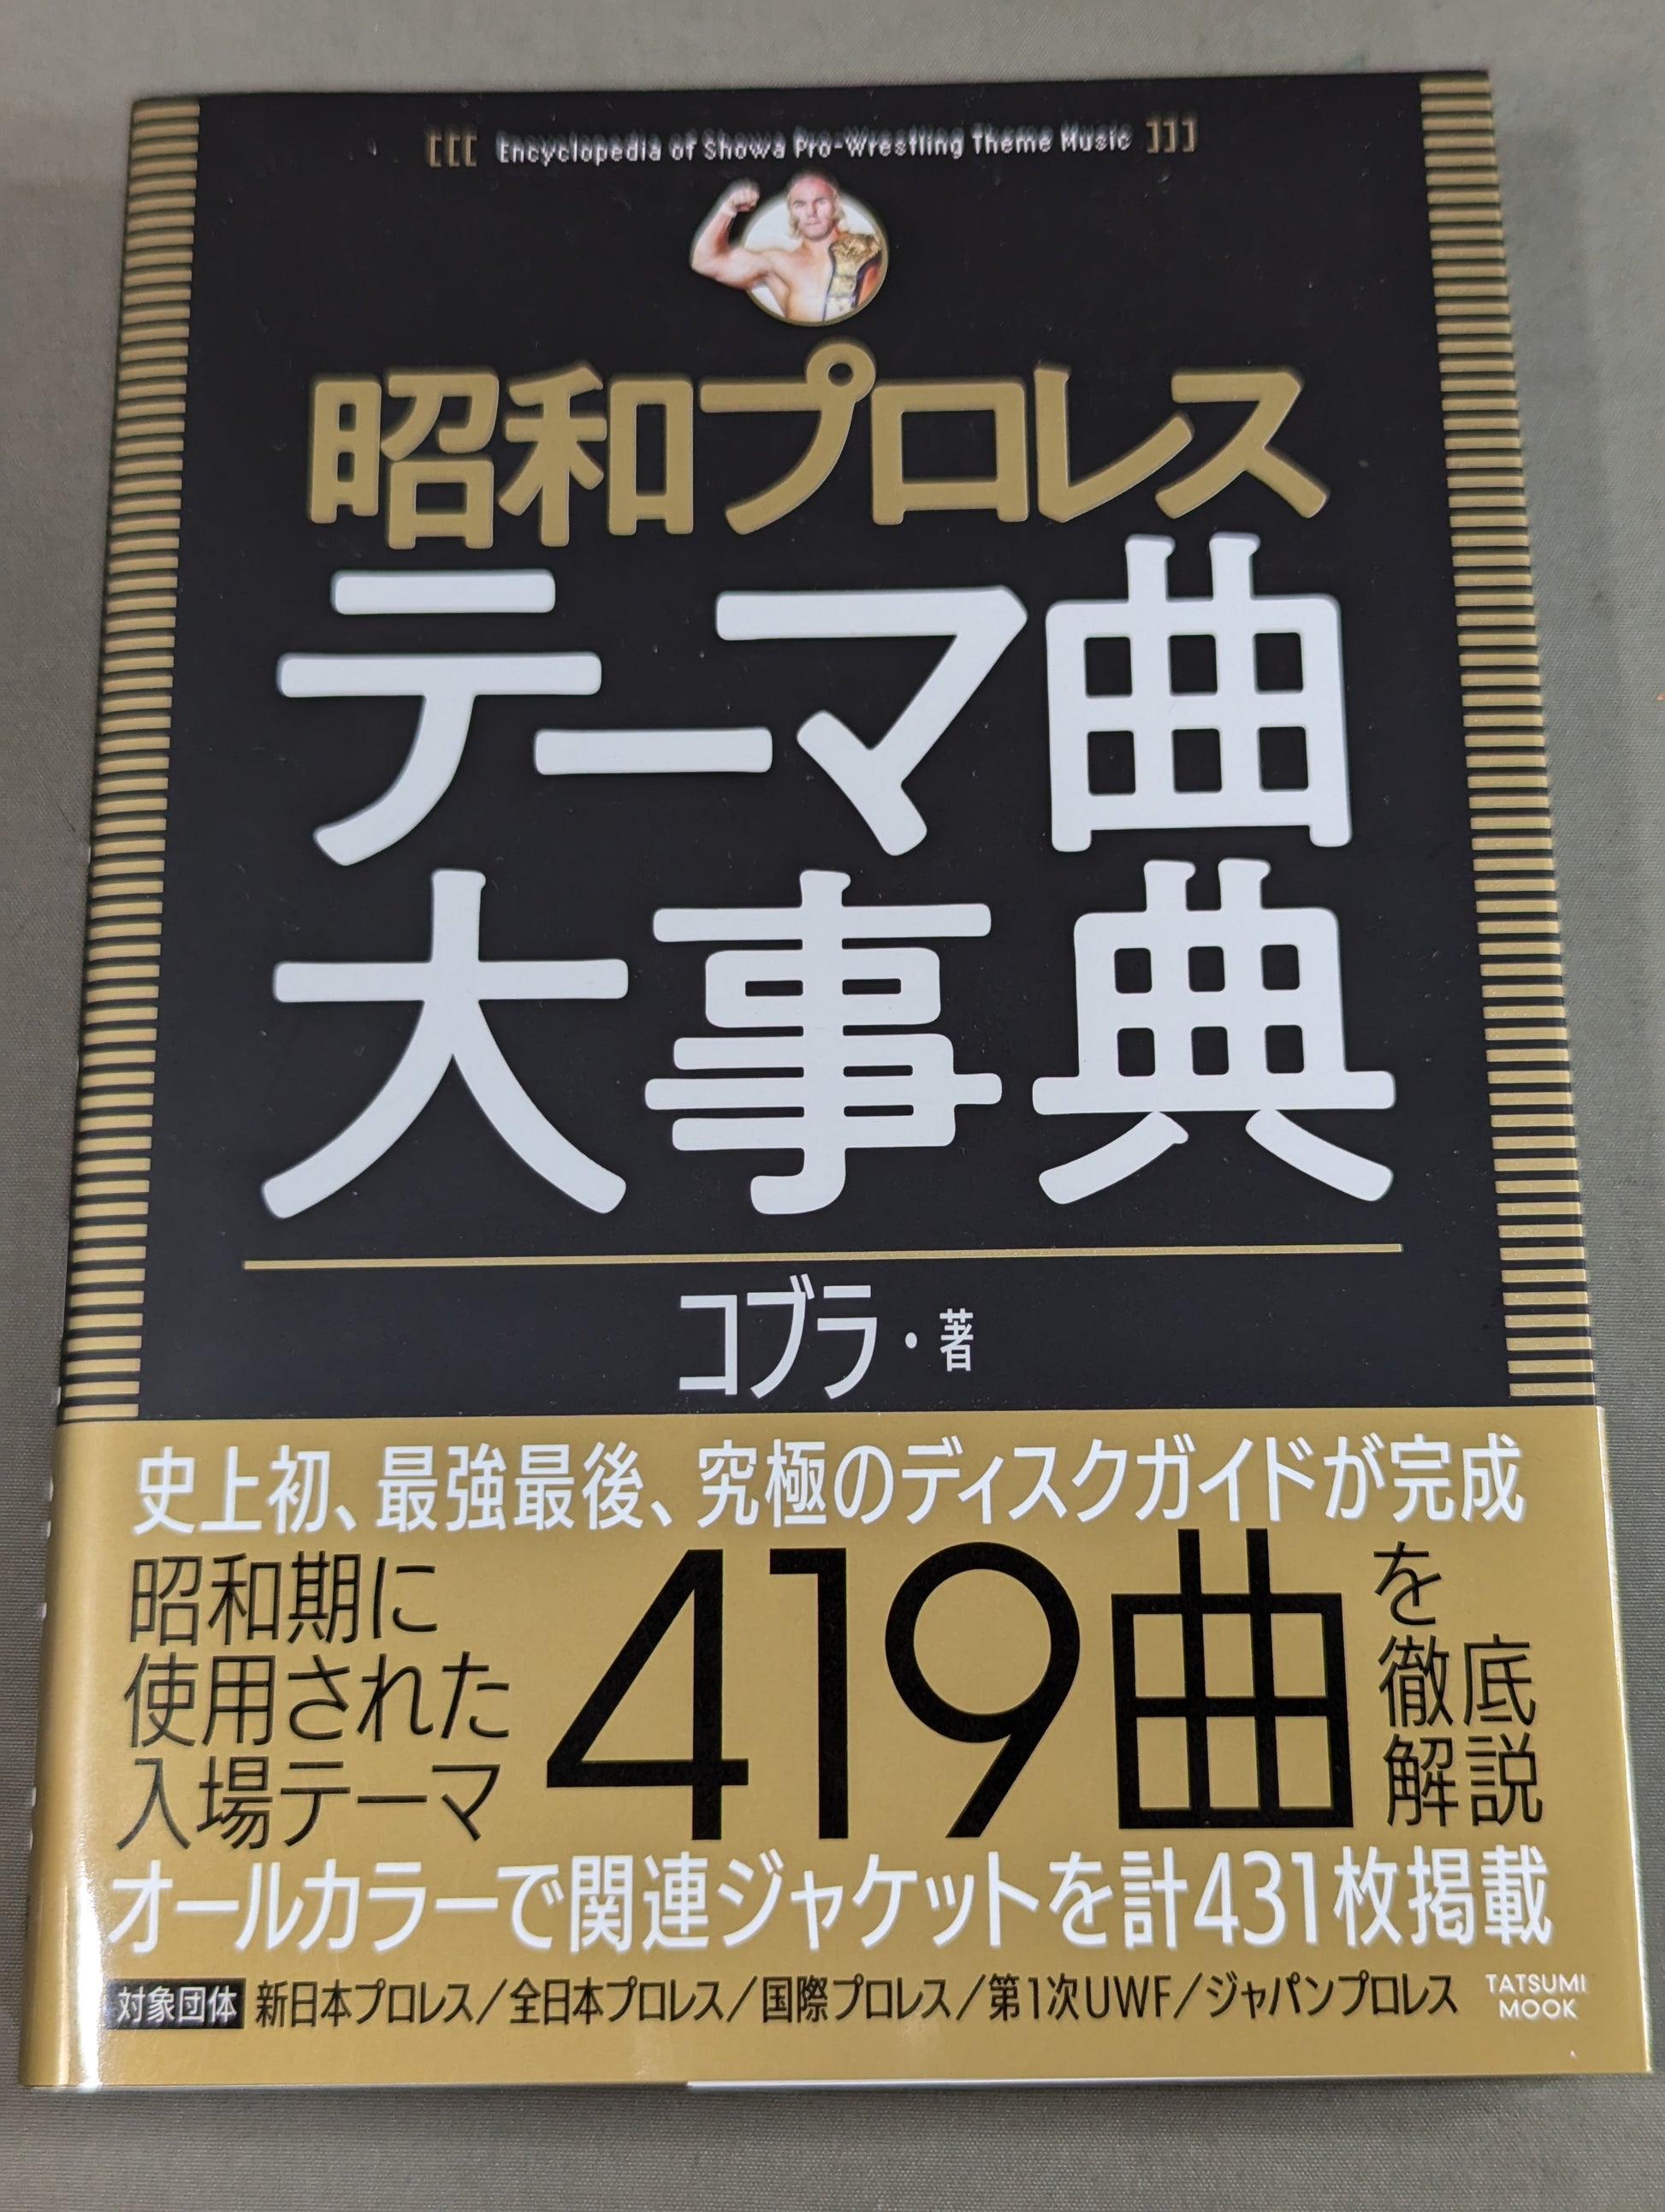 [[[ Encyclopedia of Showa Pro-Wrestling Theme Music ]]]
昭和プロレス
テーマ曲
大事典
コブラ・著
史上初、最強最後、究極のディスクガイドが完成
昭和期に
使用された
入場テーマ
419曲
を
徹底
解説
オールカラーで関連ジャケットを計431枚掲載
対象団体 新日本プロレス/全日本プロレス/国際プロレス/第1次UWF/ジャパンプロレス
TATSUMI
MOOK